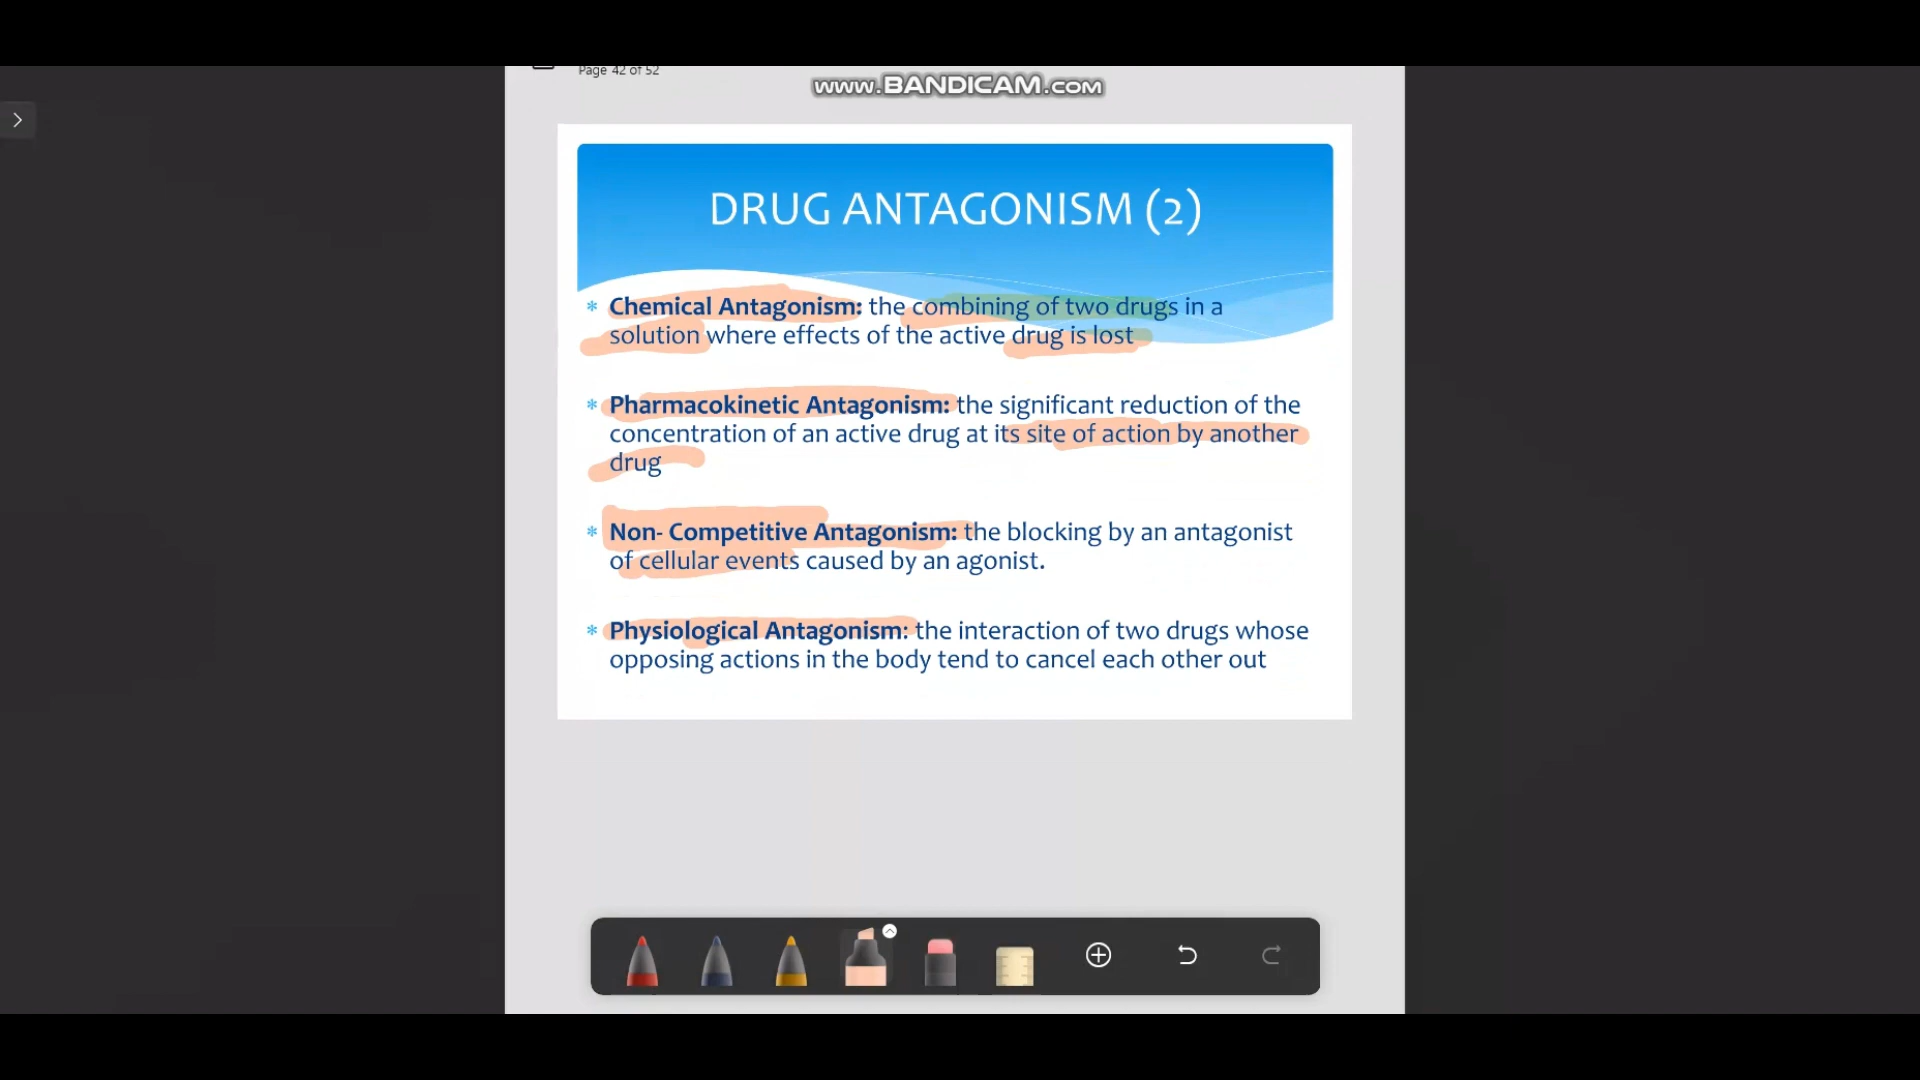 Page 42 of 52
www.BANDICAM.com
DRUG ANTAGONISM (2)
* Chemical Antagonism: the combining of two drugs in a
solution where effects of the active drug is lost
* Pharmacokinetic Antagonism: the significant reduction of the
concentration of an active drug at its site of action by another
drug
* Non- Competitive Antagonism: the blocking by an antagonist
of cellular events caused by an agonist.
* Physiological Antagonism: the interaction of two drugs whose
opposing actions in the body tend to cancel each other out